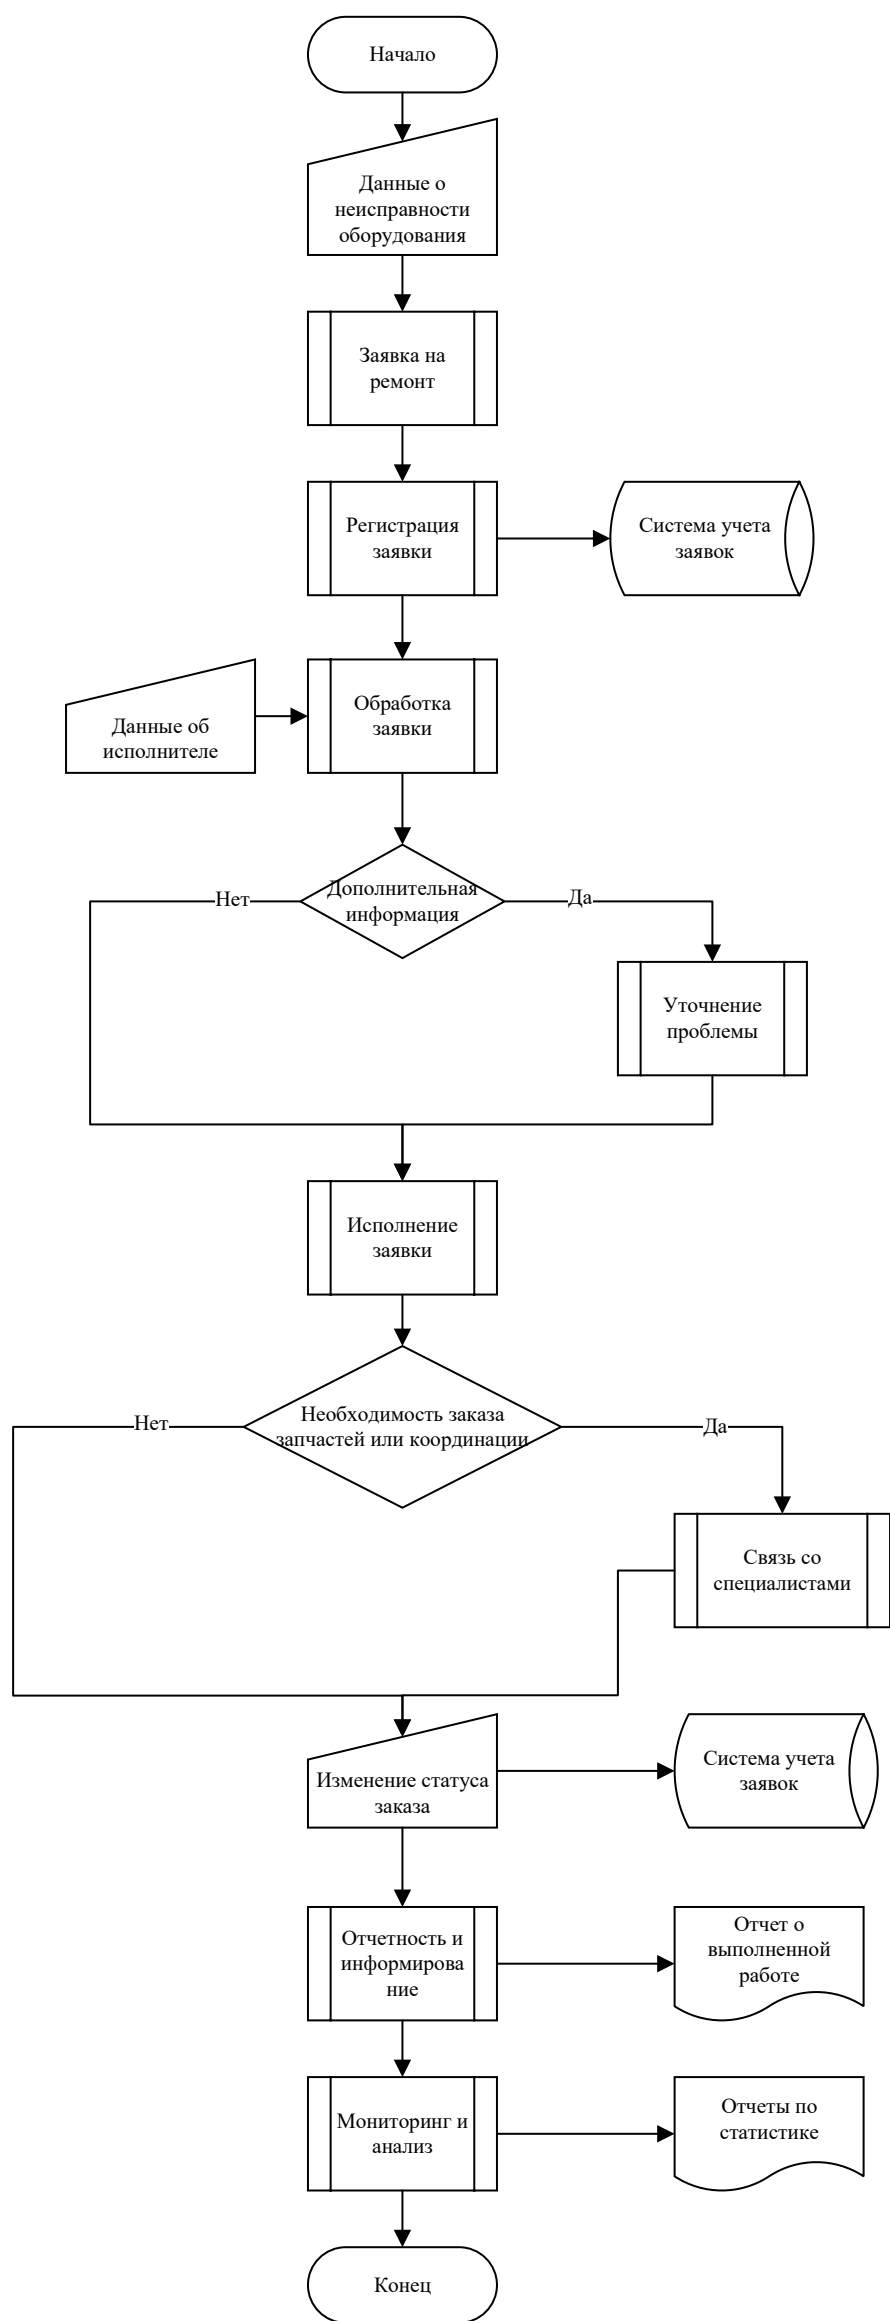 Начало
Данные о
неисправности
оборудования
Заявка на
ремонт
Регистрация
заявки
Система учета
заявок
Данные об
исполнителе
Обработка
заявки
Дополнительная
информация
Нет
Да
Уточнение
проблемы
Исполнение
заявки
Необходимость заказа
запчастей или координации
Нет
Да
Связь со
специалистами
Изменение статуса
заказа
Система учета
заявок
Отчетность и
информирова
ние
Отчет о
выполненной
работе
Мониторинг и
анализ
Отчеты по
статистике
Конец